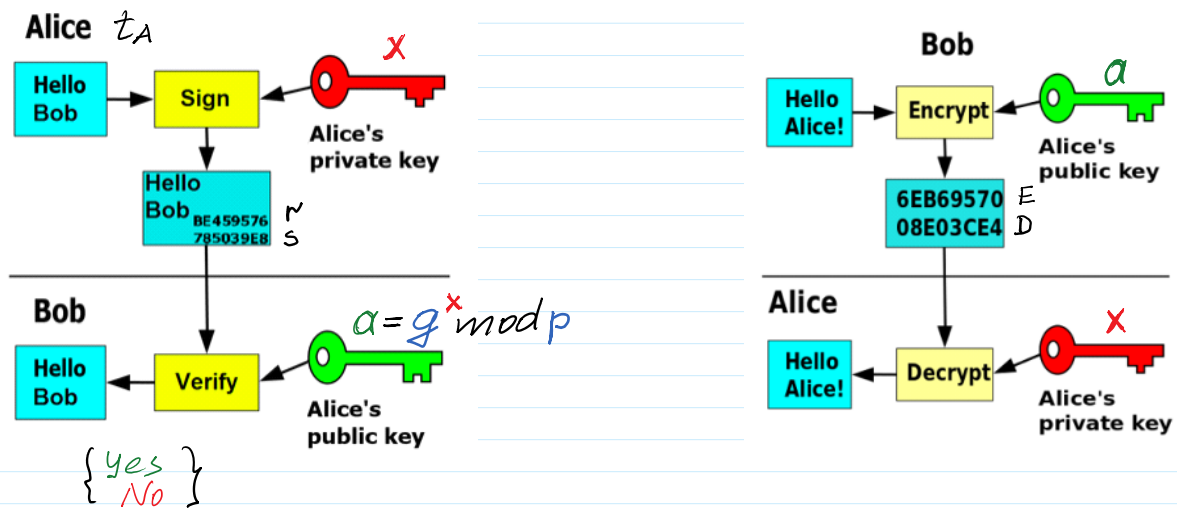 Alice t_A
x
Hello
Bob
Sign
Alice's
private key
Hello
Bob
BE459576
785039E8
r
s
Bob
a = g^x mod p
Hello
Bob
Verify
Alice's
public key
{ Yes
No }
Bob
a
Hello
Alice!
Encrypt
Alice's
public key
6EB69570 E
08E03CE4 D
Alice
x
Hello
Alice!
Decrypt
Alice's
private key